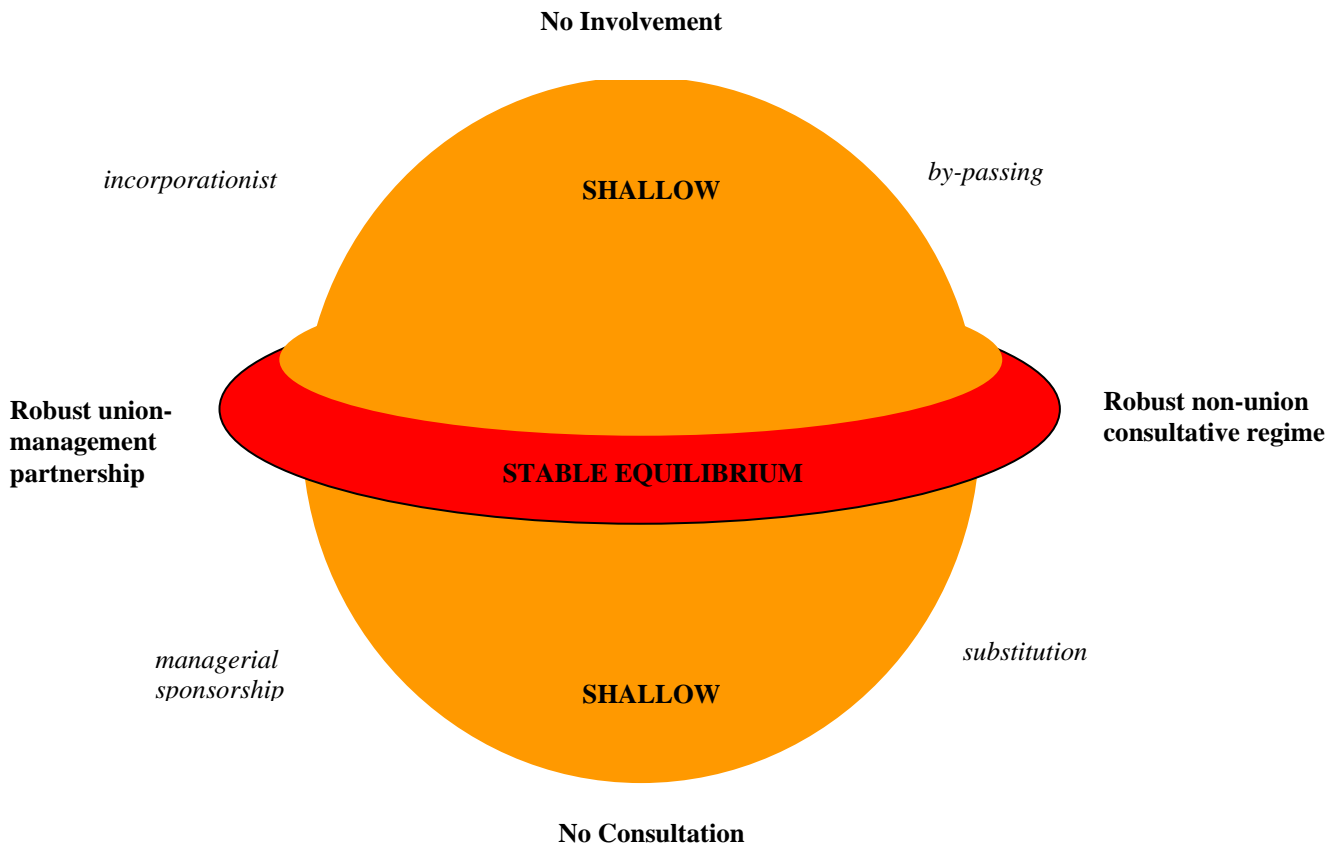 No Involvement
incorporationist
by-passing
SHALLOW
Robust union-
management
partnership
Robust non-union
consultative regime
STABLE EQUILIBRIUM
managerial
sponsorship
substitution
SHALLOW
No Consultation